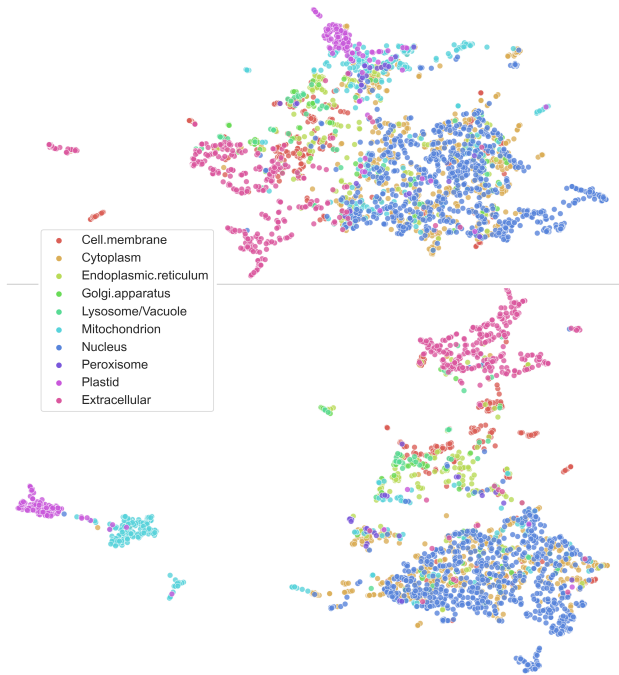 Cell.membrane
Cytoplasm
Endoplasmic.reticulum
Golgi.apparatus
Lysosome/Vacuole
Mitochondrion
Nucleus
Peroxisome
Plastid
Extracellular